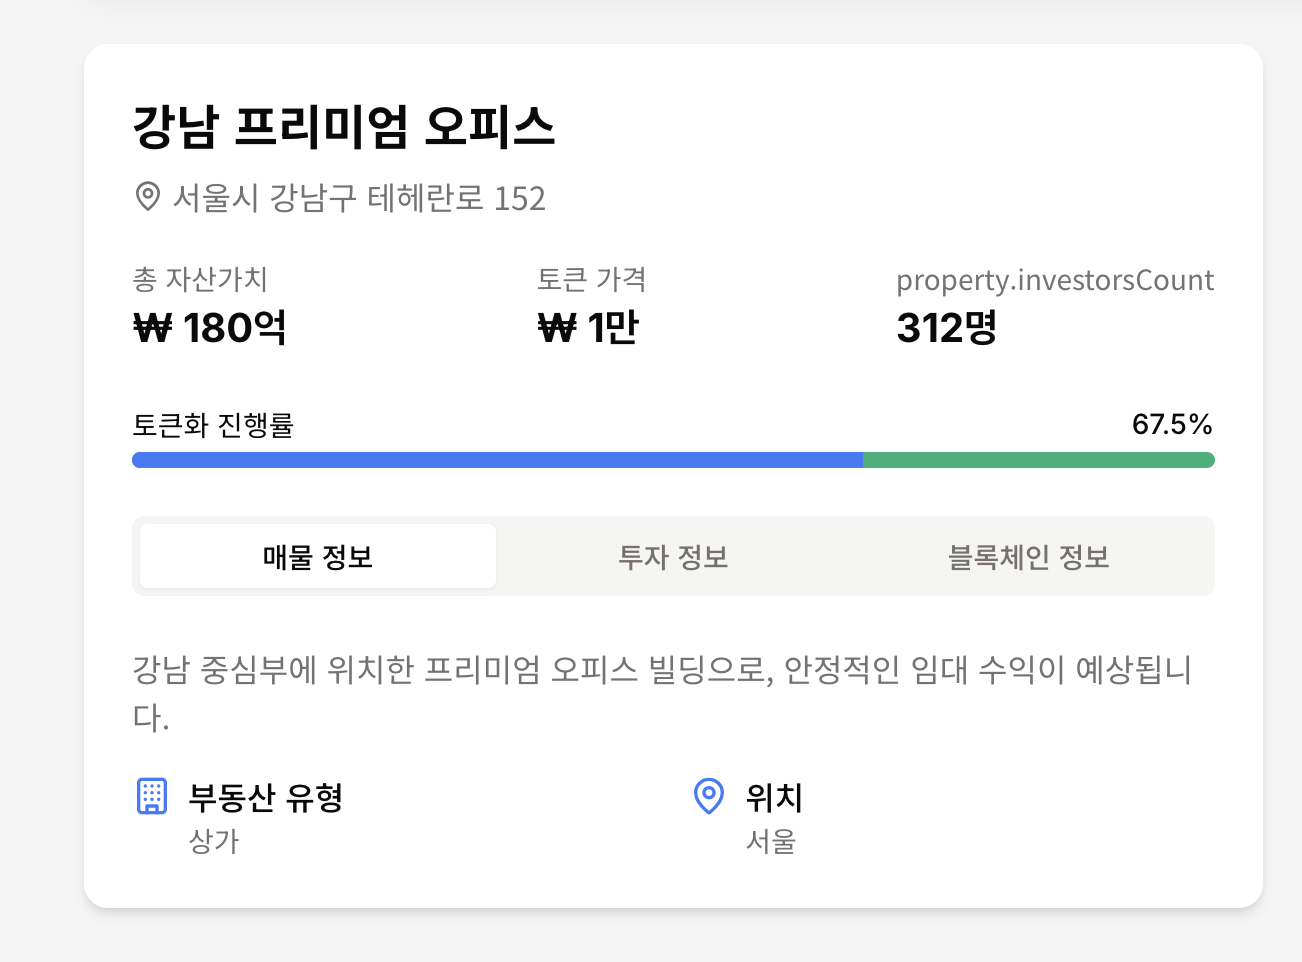 강남 프리미엄 오피스
서울시 강남구 테헤란로 152
총 자산가치
토큰 가격
property.investorsCount
₩ 180억
₩ 1만
312명
토큰화 진행률
67.5%
매물 정보
투자 정보
블록체인 정보
강남 중심부에 위치한 프리미엄 오피스 빌딩으로, 안정적인 임대 수익이 예상됩니
다.
부동산 유형
위치
상가
서울